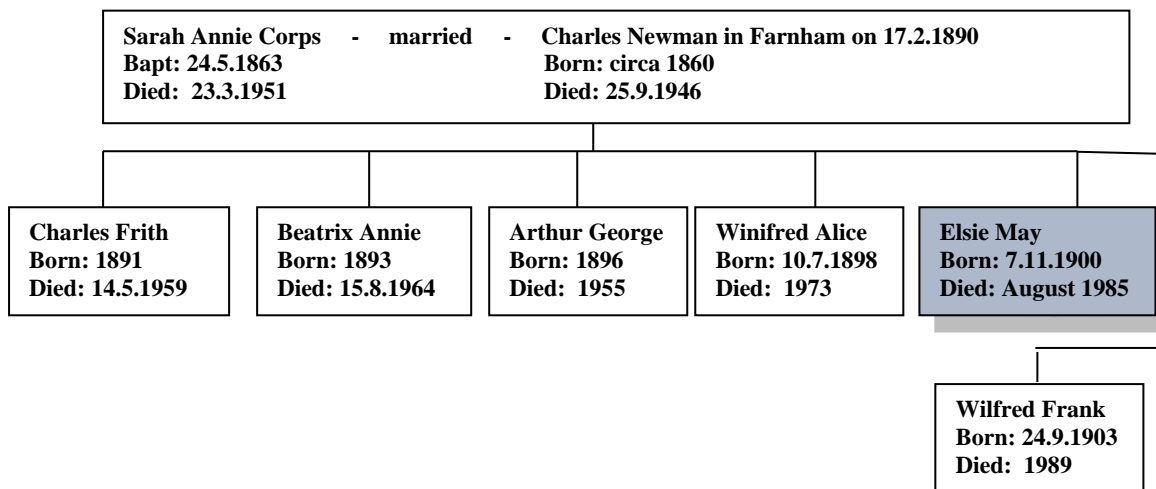 Sarah Annie Corps - married - Charles Newman in Farnham on 17.2.1890
Bapt: 24.5.1863 Born: circa 1860
Died: 23.3.1951 Died: 25.9.1946
Charles Frith
Born: 1891
Died: 14.5.1959
Beatrix Annie
Born: 1893
Died: 15.8.1964
Arthur George
Born: 1896
Died: 1955
Winifred Alice
Born: 10.7.1898
Died: 1973
Elsie May
Born: 7.11.1900
Died: August 1985
Wilfred Frank
Born: 24.9.1903
Died: 1989